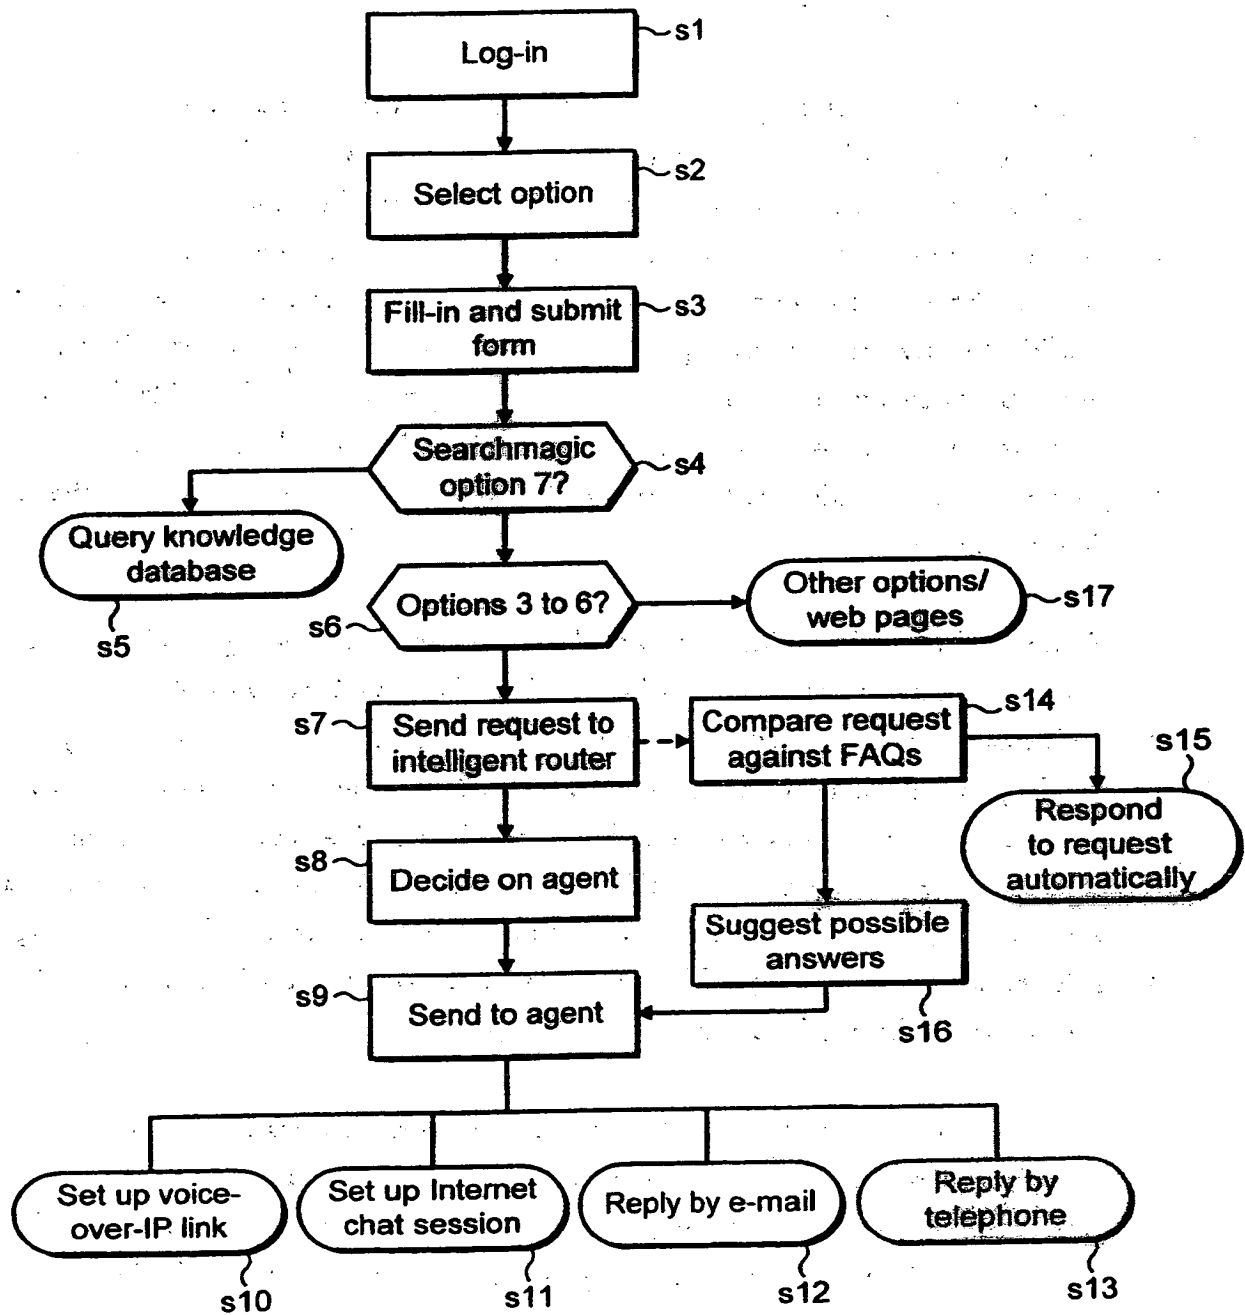 Log-in
s1
Select option
s2
Fill-in and submit
form
s3
Searchmagic
option 7?
s4
Query knowledge
database
s5
Options 3 to 6?
s6
Other options/
web pages
s17
s7
Send request to
intelligent router
Compare request
against FAQs
s14
s15
Respond
to request
automatically
s8
Decide on agent
Suggest possible
answers
s16
s9
Send to agent
Set up voice-
over-IP link
s10
Set up Internet
chat session
s11
Reply by e-mail
s12
Reply by
telephone
s13